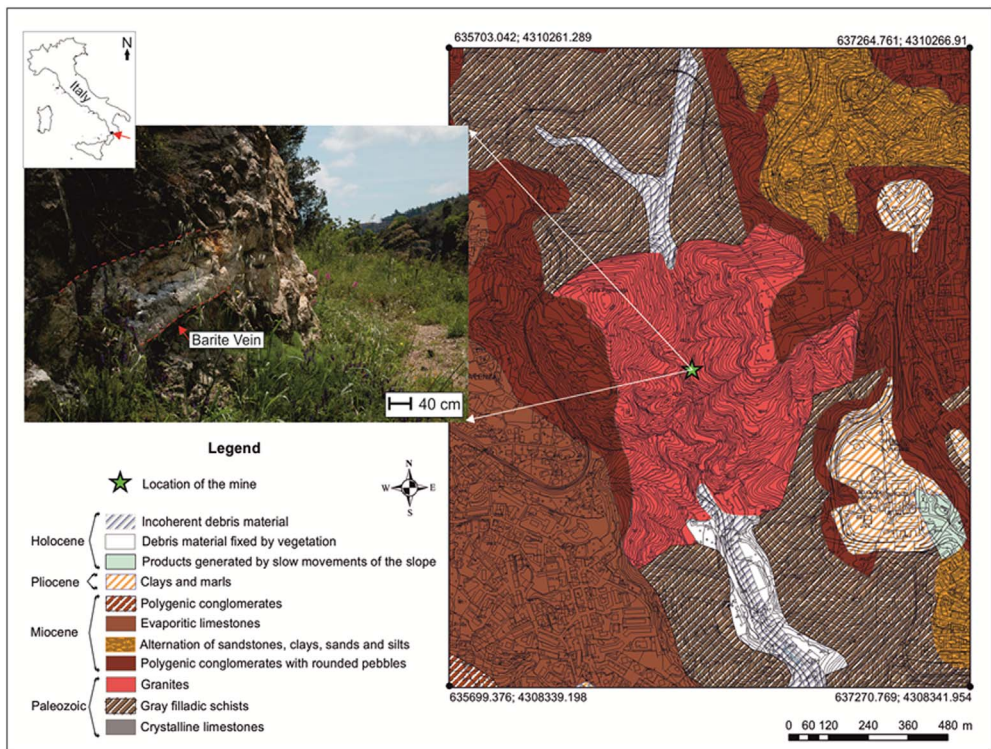 635703.042; 4310261.289
637264.761; 4310266.91
N
Italy
Barite Vein
40 cm
Legend
Location of the mine
N
W
E
S
Holocene
Incoherent debris material
Debris material fixed by vegetation
Products generated by slow movements of the slope
Pliocene
Clays and marls
Miocene
Polygenic conglomerates
Evaporitic limestones
Alternation of sandstones, clays, sands and silts
Polygenic conglomerates with rounded pebbles
Paleozoic
Granites
Gray filladic schists
Crystalline limestones
635699.376; 4308339.198
637270.769; 4308341.954
0 60 120 240 360 480 m